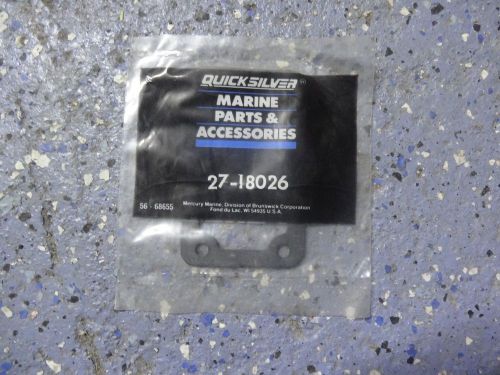 QUICKSILVER
MARINE
PARTS &
ACCESSORIES
27-18026
56 - 68655
Mercury Marine, Division of Brunswick Corporation
Fond du Lac, WI 54935 U.S.A.